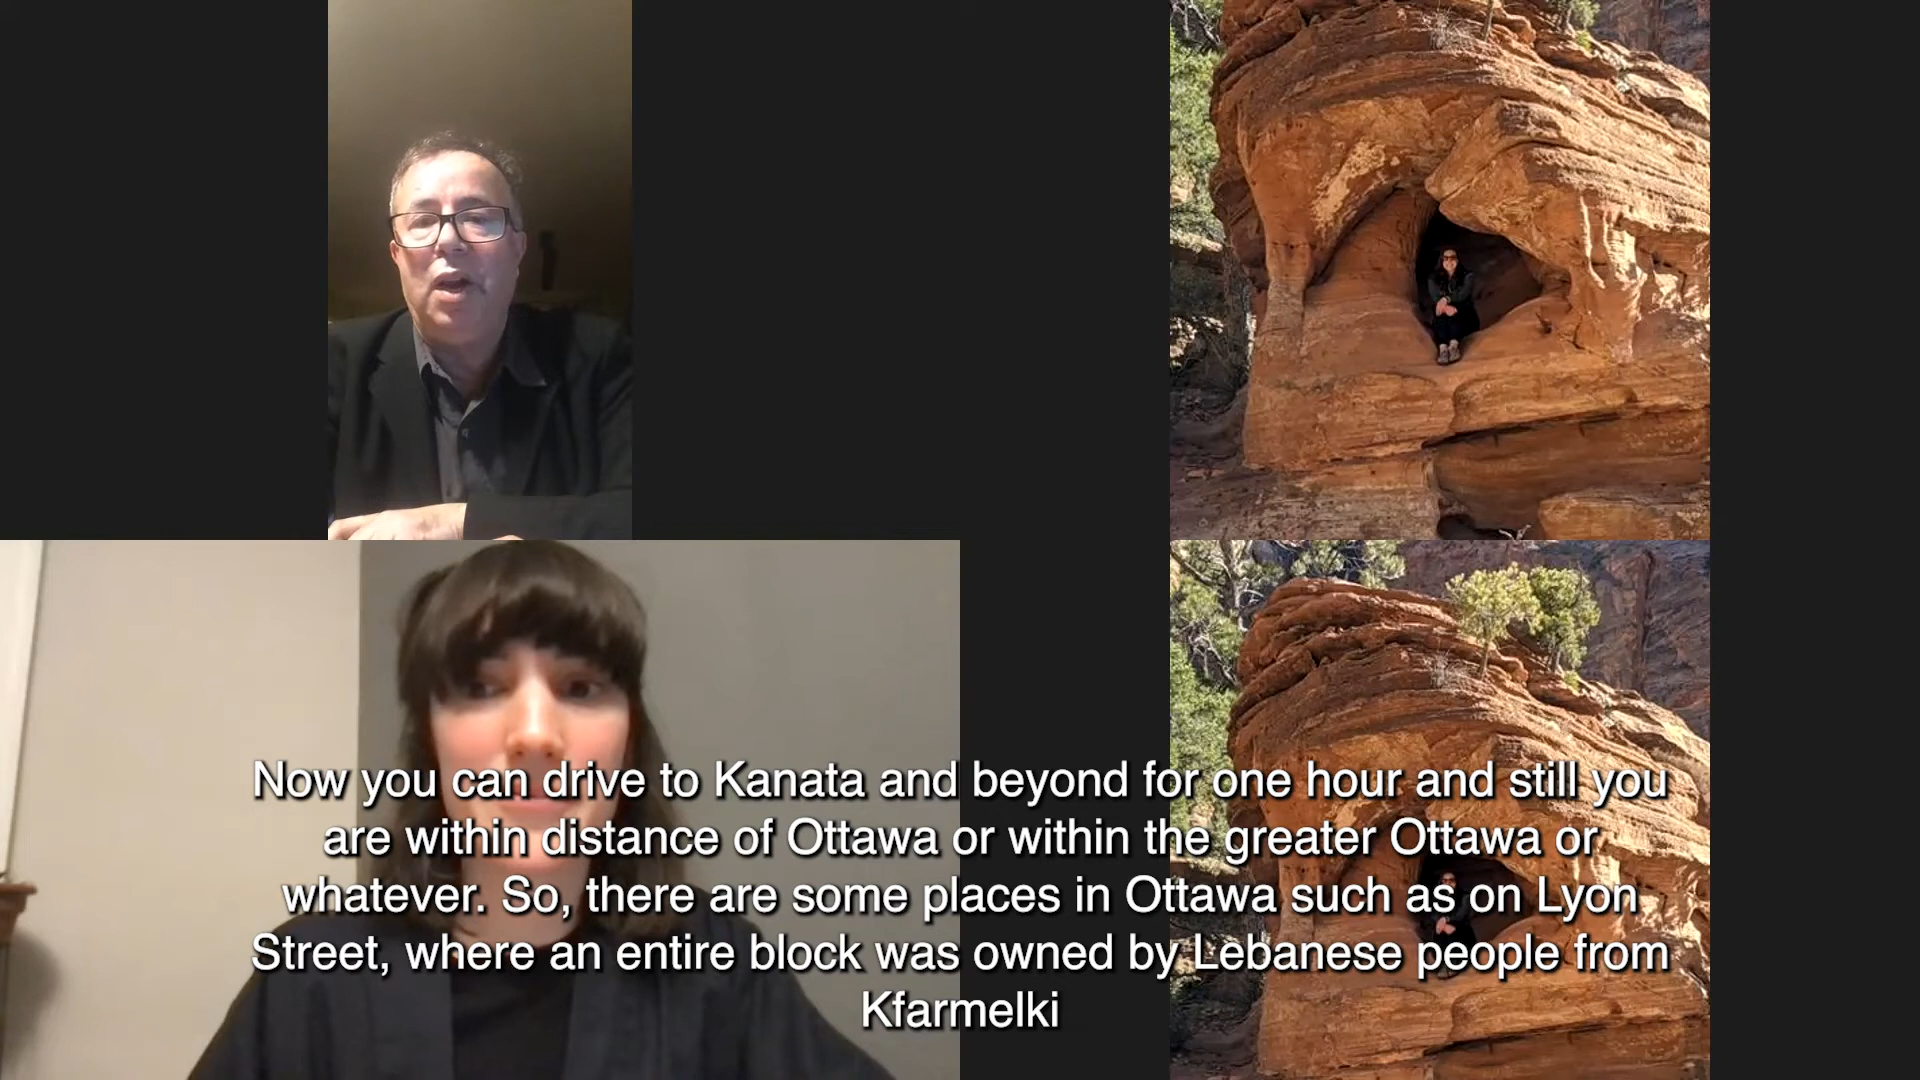 Now you can drive to Kanata and beyond for one hour and still you
are within distance of Ottawa or within the greater Ottawa or
whatever. So, there are some places in Ottawa such as on Lyon
Street, where an entire block was owned by Lebanese people from
Kfarmelki